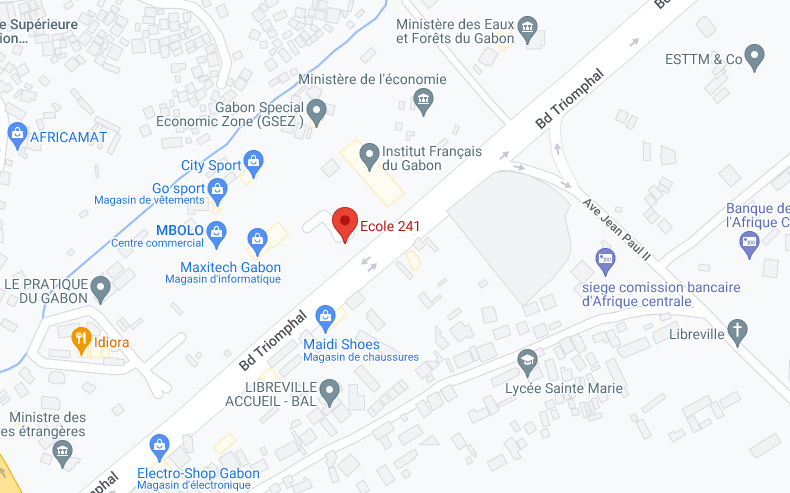 e Supérieure
ion...
Ministère des Eaux
et Forêts du Gabon
Bo
ESTTM & Co
Ministère de l'économie
Bd Triomphal
Gabon Special
Economic Zone (GSEZ )
AFRICAMAT
Institut Français
du Gabon
City Sport
Go sport
Magasin de vêtements
Ave Jean Paul II
Banque de
l'Afrique C
Ecole 241
MBOLO
Centre commercial
Maxitech Gabon
Magasin d'informatique
LE PRATIQUE
DU GABON
siege comission bancaire
d'Afrique centrale
Idiora
Bd Triomphal
Maidi Shoes
Magasin de chaussures
Libreville
LIBREVILLE
ACCUEIL - BAL
Lycée Sainte Marie
Ministre des
res étrangères
Electro-Shop Gabon
Magasin d'électronique
mphal